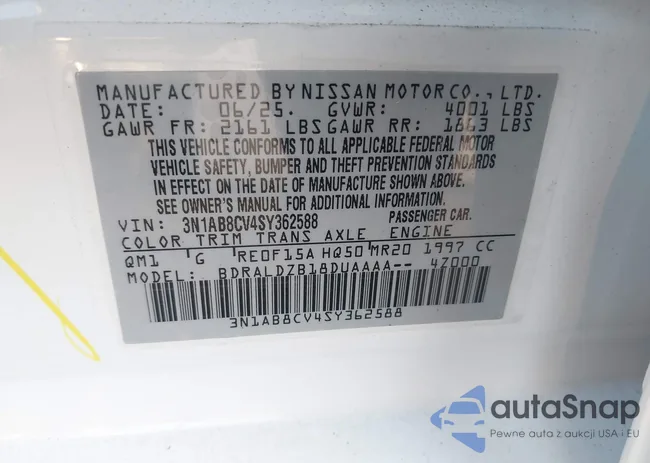 MANUFACTURED BY NISSAN MOTOR CO., LTD.
DATE: 06/25. GVWR: 4001 LBS
GAWR FR: 2161 LBS GAWR RR: 1863 LBS
THIS VEHICLE CONFORMS TO ALL APPLICABLE FEDERAL MOTOR
VEHICLE SAFETY, BUMPER AND THEFT PREVENTION STANDARDS
IN EFFECT ON THE DATE OF MANUFACTURE SHOWN ABOVE.
SEE OWNER'S MANUAL FOR ADDITIONAL INFORMATION.
VIN: 3N1AB8CV4SY362588 PASSENGER CAR.
COLOR TRIM TRANS AXLE ENGINE
QM1 G RE0F15A HQ50 MR20 1997 CC
MODEL: BDRALDZB18DUAAAA-- 4Z000
3N1AB8CV4SY362588
autaSnap
Pewne auta z aukcji USA i EU